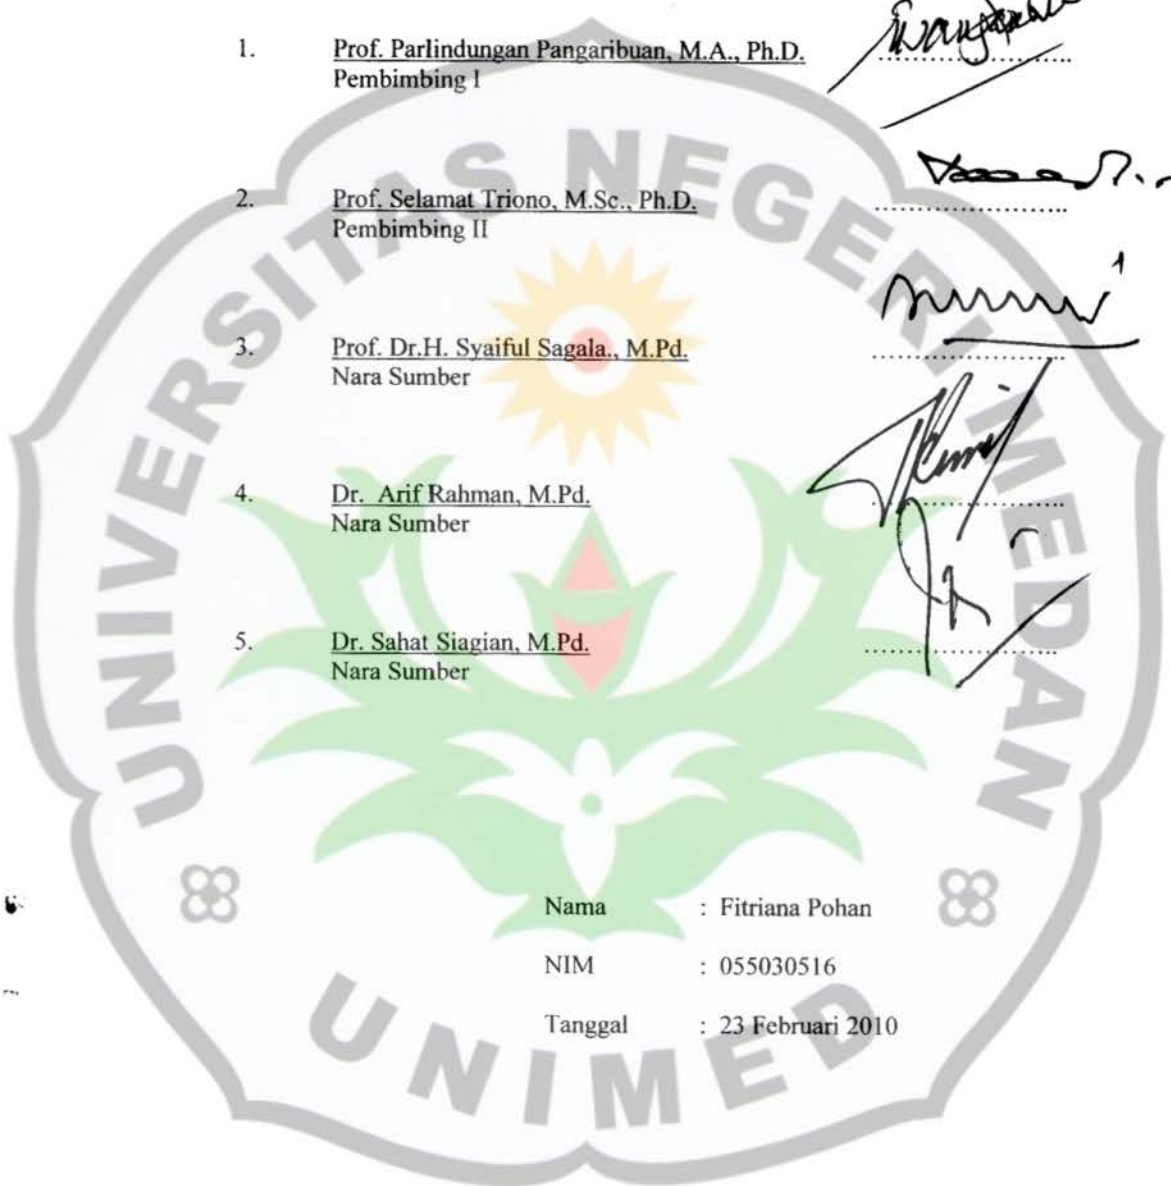 1. Prof. Parlindungan Pangaribuan, M.A., Ph.D.
Pembimbing I
2. Prof. Selamat Triono, M.Sc., Ph.D.
Pembimbing II
3. Prof. Dr.H. Syaiful Sagala., M.Pd.
Nara Sumber
4. Dr. Arif Rahman, M.Pd.
Nara Sumber
5. Dr. Sahat Siagian, M.Pd.
Nara Sumber
Nama : Fitriana Pohan
NIM : 055030516
Tanggal : 23 Februari 2010
UNIVERSITAS NEGERI MEDAN
UNIMED